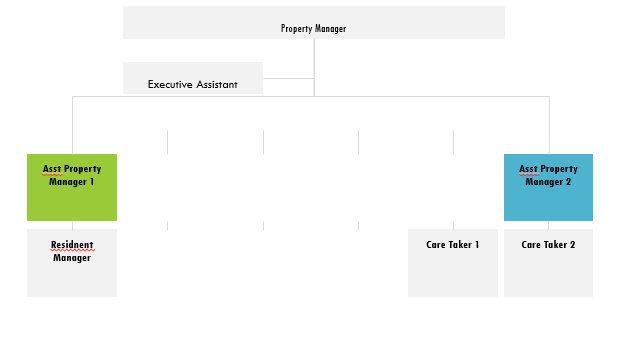 Property Manager
Executive Assistant
Asst Property
Manager 1
Asst Property
Manager 2
Residnent
Manager
Care Taker 1
Care Taker 2